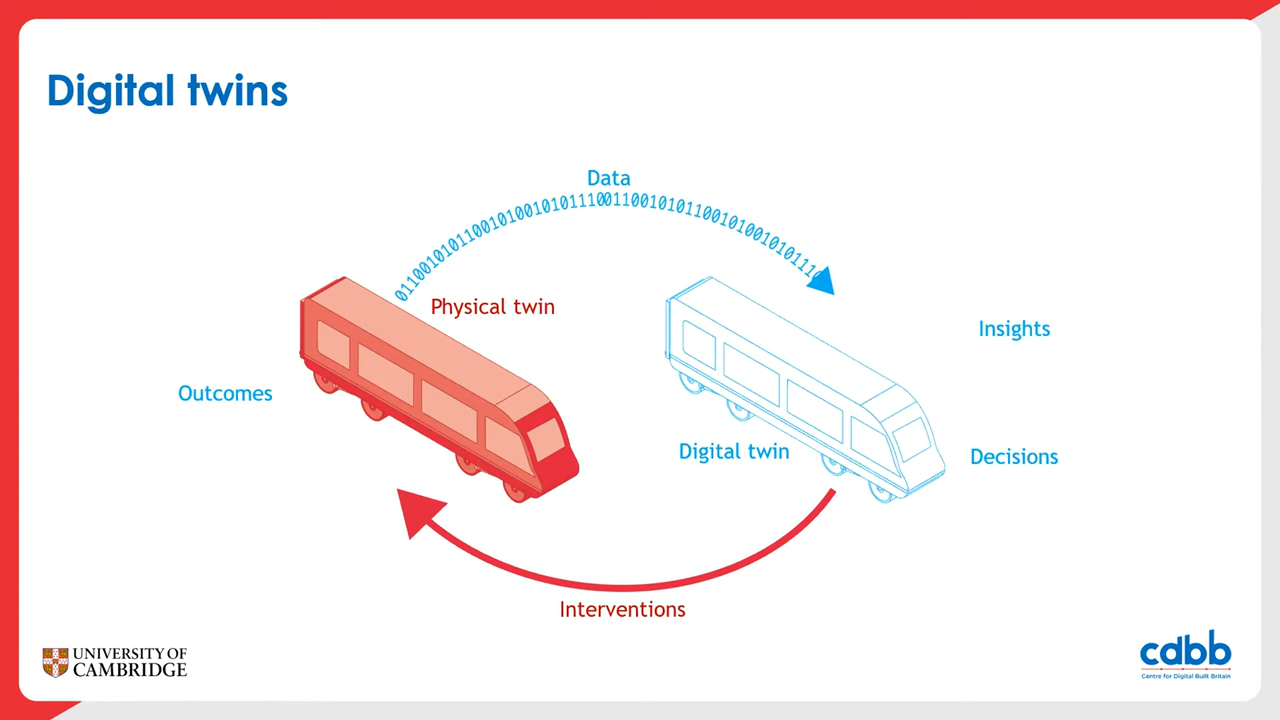 Digital twins
Data
011001010110010100101011100110010101100101001010111
Physical twin
Insights
Outcomes
Digital twin
Decisions
Interventions
UNIVERSITY OF
CAMBRIDGE
cdbb
Centre for Digital Built Britain